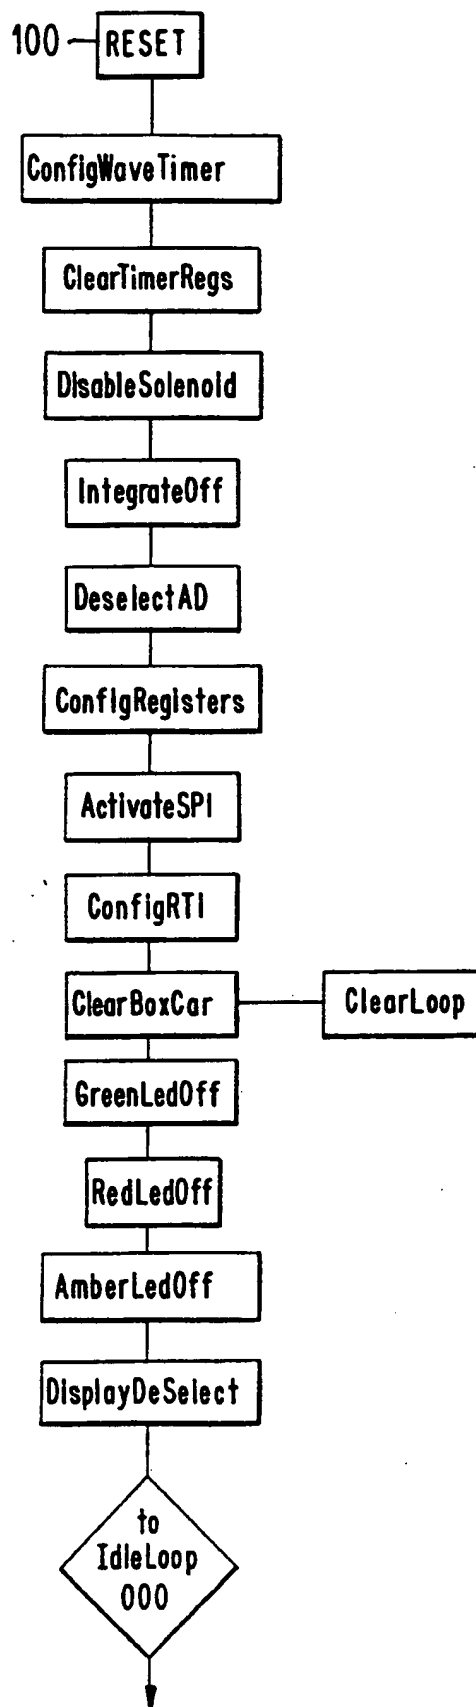 100 RESET
ConfigWaveTimer
ClearTimerRegs
DisableSolenoid
IntegrateOff
DeselectAD
ConfigRegisters
ActivateSPI
ConfigRTI
ClearBoxCar ClearLoop
GreenLedOff
RedLedOff
AmberLedOff
DisplayDeSelect
to
IdleLoop
000